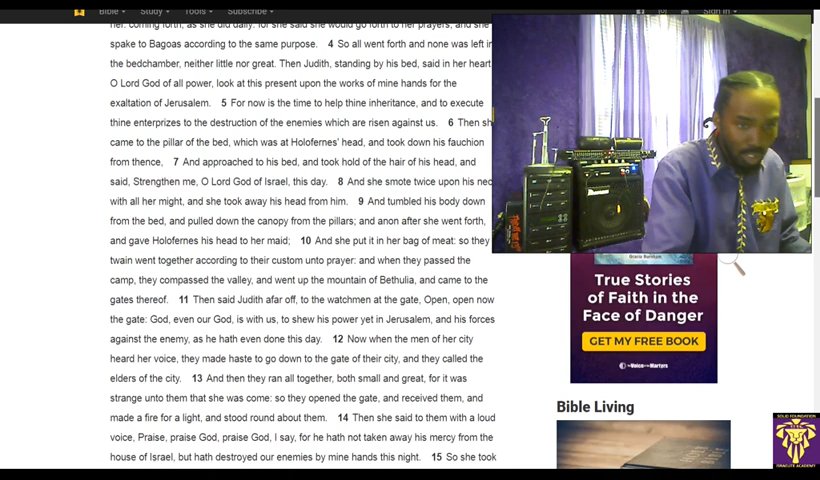 Bible Study Tools Subscribe Sign In
her. coming forth, as she did daily: for she said she would go forth to her prayers, and she
spake to Bagoas according to the same purpose. 4 So all went forth and none was left in
the bedchamber, neither little nor great. Then Judith, standing by his bed, said in her heart,
O Lord God of all power, look at this present upon the works of mine hands for the
exaltation of Jerusalem. 5 For now is the time to help thine inheritance, and to execute
thine enterprizes to the destruction of the enemies which are risen against us. 6 Then sh
came to the pillar of the bed, which was at Holofernes' head, and took down his fauchion
from thence, 7 And approached to his bed, and took hold of the hair of his head, and
said, Strengthen me, O Lord God of Israel, this day. 8 And she smote twice upon his nec
with all her might, and she took away his head from him. 9 And tumbled his body down
from the bed, and pulled down the canopy from the pillars; and anon after she went forth,
and gave Holofernes his head to her maid; 10 And she put it in her bag of meat: so they
twain went together according to their custom unto prayer: and when they passed the
camp, they compassed the valley, and went up the mountain of Bethulia, and came to the
gates thereof. 11 Then said Judith afar off, to the watchmen at the gate, Open, open now
the gate: God, even our God, is with us, to shew his power yet in Jerusalem, and his forces
against the enemy, as he hath even done this day. 12 Now when the men of her city
heard her voice, they made haste to go down to the gate of their city, and they called the
elders of the city. 13 And then they ran all together, both small and great, for it was
strange unto them that she was come: so they opened the gate, and received them, and
made a fire for a light, and stood round about them. 14 Then she said to them with a loud
voice, Praise, praise God, praise God, I say, for he hath not taken away his mercy from the
house of Israel, but hath destroyed our enemies by mine hands this night. 15 So she took
True Stories
of Faith in the
Face of Danger
GET MY FREE BOOK
the Voice of the Martyrs
Bible Living
SOLID FOUNDATION
ISRAELITE ACADEMY